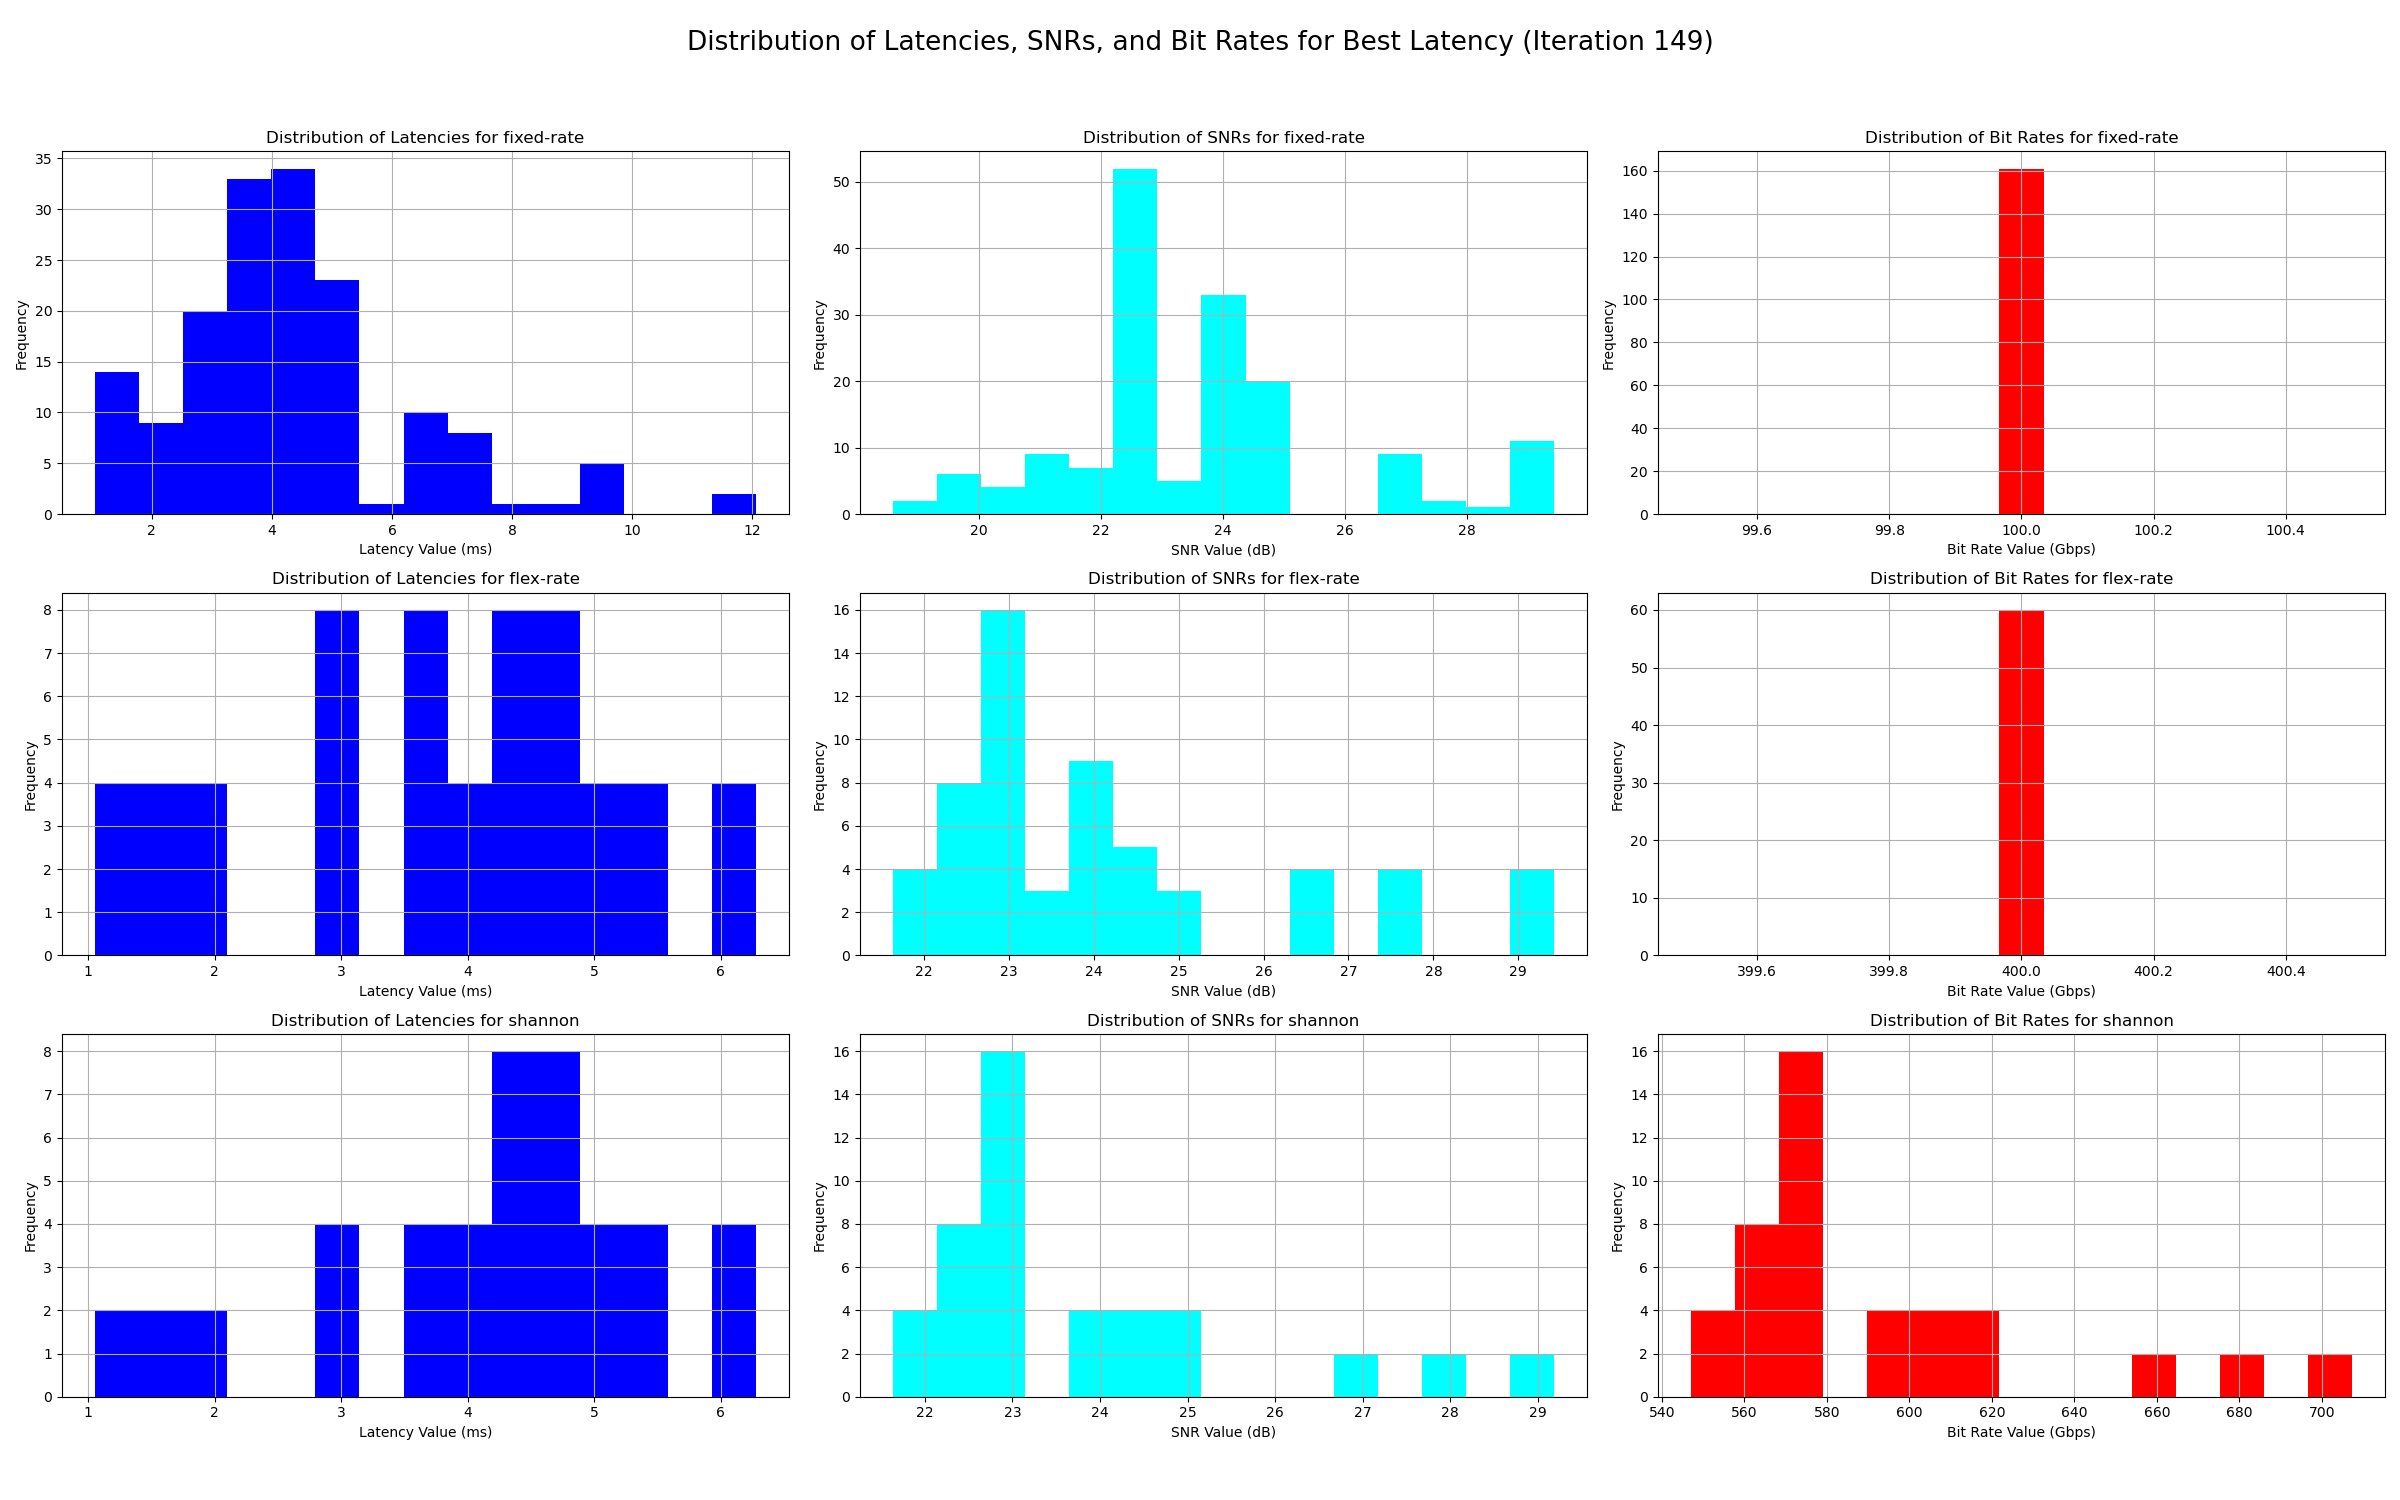 Distribution of Latencies, SNRs, and Bit Rates for Best Latency (Iteration 149)
Distribution of Latencies for fixed-rate
Frequency
35
30
25
20
15
10
5
0
2 4 6 8 10 12
Latency Value (ms)
Distribution of SNRs for fixed-rate
Frequency
50
40
30
20
10
0
20 22 24 26 28
SNR Value (dB)
Distribution of Bit Rates for fixed-rate
Frequency
160
140
120
100
80
60
40
20
0
99.6 99.8 100.0 100.2 100.4
Bit Rate Value (Gbps)
Distribution of Latencies for flex-rate
Frequency
8
7
6
5
4
3
2
1
0
1 2 3 4 5 6
Latency Value (ms)
Distribution of SNRs for flex-rate
Frequency
16
14
12
10
8
6
4
2
0
22 23 24 25 26 27 28 29
SNR Value (dB)
Distribution of Bit Rates for flex-rate
Frequency
60
50
40
30
20
10
0
399.6 399.8 400.0 400.2 400.4
Bit Rate Value (Gbps)
Distribution of Latencies for shannon
Frequency
8
7
6
5
4
3
2
1
0
1 2 3 4 5 6
Latency Value (ms)
Distribution of SNRs for shannon
Frequency
16
14
12
10
8
6
4
2
0
22 23 24 25 26 27 28 29
SNR Value (dB)
Distribution of Bit Rates for shannon
Frequency
16
14
12
10
8
6
4
2
0
540 560 580 600 620 640 660 680 700
Bit Rate Value (Gbps)